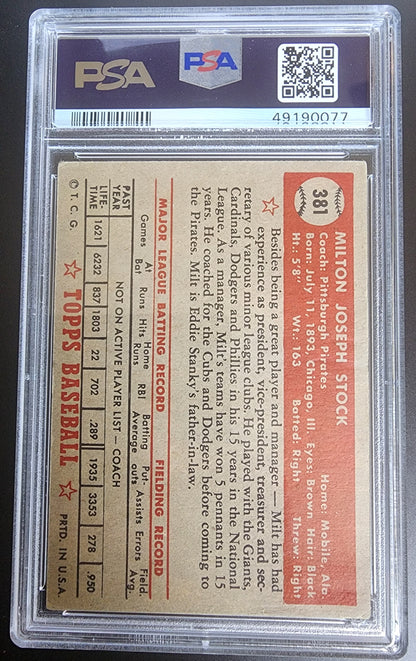 PSA
PSA
49190077
381
MILTON JOSEPH STOCK
Coach: Pittsburgh Pirates Home: Mobile, Ala.
Born: July 11, 1893, Chicago, Ill. Eyes: Brown Hair: Black
Ht.: 5'8" Wt.: 163 Batted: Right Threw: Right
Besides being a great player and manager—Milt has had
experience as president, vice-president, treasurer and sec-
retary of various minor league clubs. He played with the Giants,
Cardinals, Dodgers and Phillies in his 15 years in the National
League. As a manager, Milt's teams have won 5 pennants in 15
years. He coached for the Cubs and Dodgers before coming to
the Pirates. Milt is Eddie Stanky's father-in-law.
MAJOR LEAGUE BATTING RECORD FIELDING RECORD
Games At Bat Runs Hits Home Runs RBI Batting Average Put-outs Assists Errors Field. Avg.
PAST YEAR NOT ON ACTIVE PLAYER LIST — COACH
LIFE-TIME 1621 6232 837 1803 22 702 .289 1935 3353 278 .950
© T. C. G. TOPPS BASEBALL PRTD. IN U.S.A.